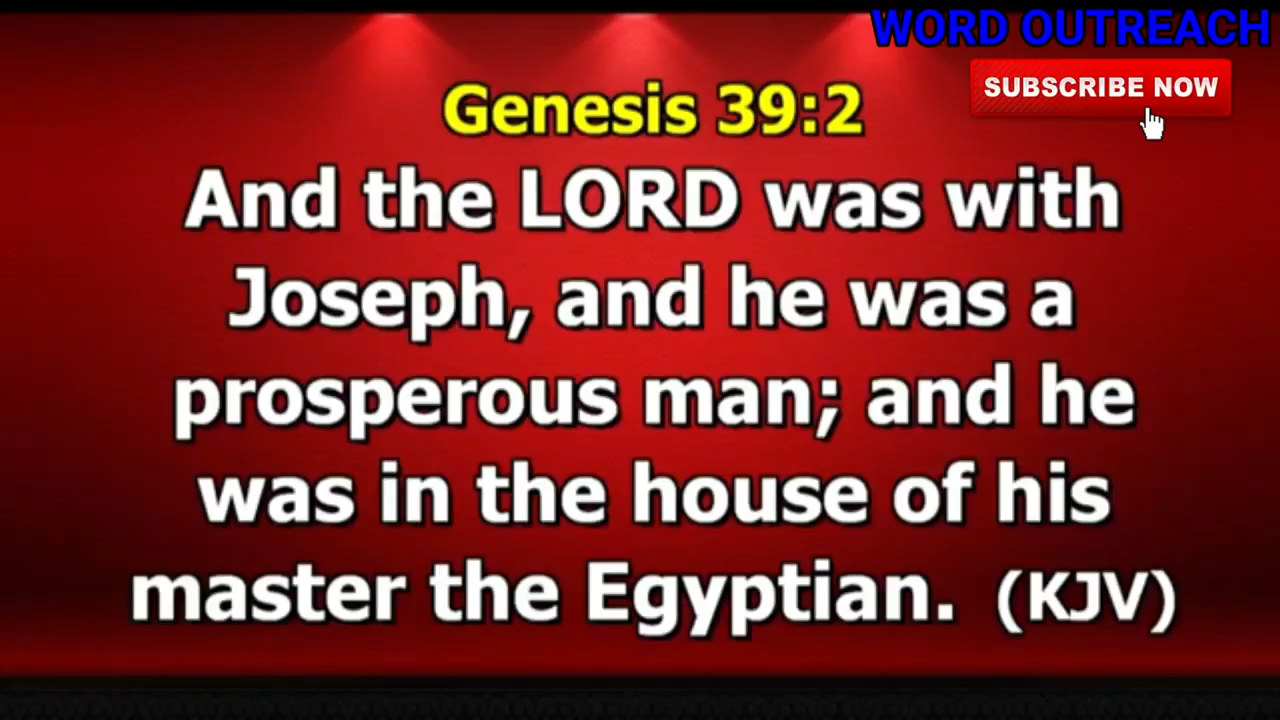 WORD OUTREACH
SUBSCRIBE NOW
Genesis 39:2
And the LORD was with
Joseph, and he was a
prosperous man; and he
was in the house of his
master the Egyptian. (KJV)